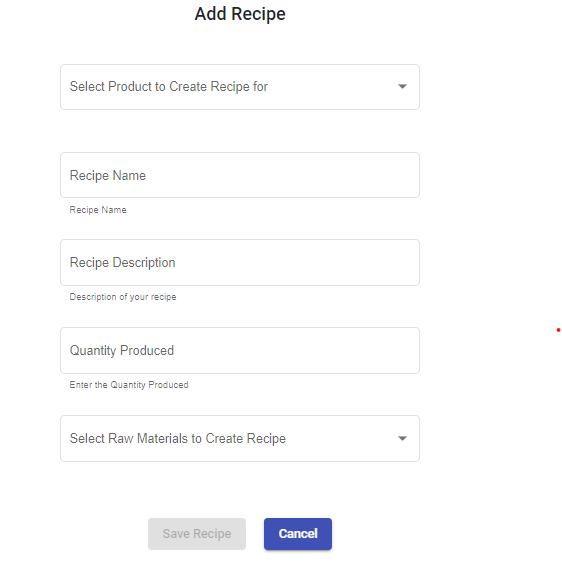 Add Recipe
Select Product to Create Recipe for
Recipe Name
Recipe Name
Recipe Description
Description of your recipe
Quantity Produced
Enter the Quantity Produced
Select Raw Materials to Create Recipe
Save Recipe Cancel